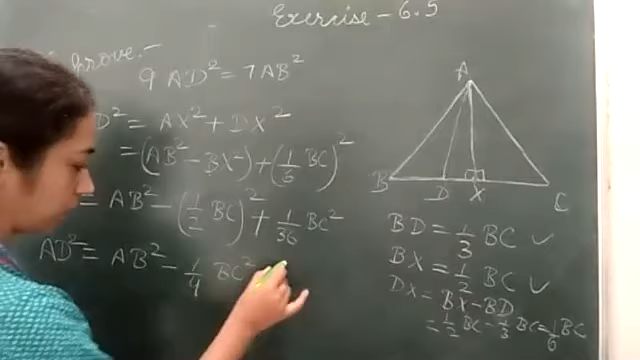 Exercise - 6.5
prove. -
9 AD² = 7 AB²
D² = AX² + DX²
= (AB² - BX²) + (1/6 BC)²
= AB² - (1/2 BC)² + 1/36 BC²
AD² = AB² - 1/4 BC²
A
B
D
X
C
BD = 1/3 BC ✓
BX = 1/2 BC ✓
DX = BX - BD
= 1/2 BC - 1/3 BC = 1/6 BC